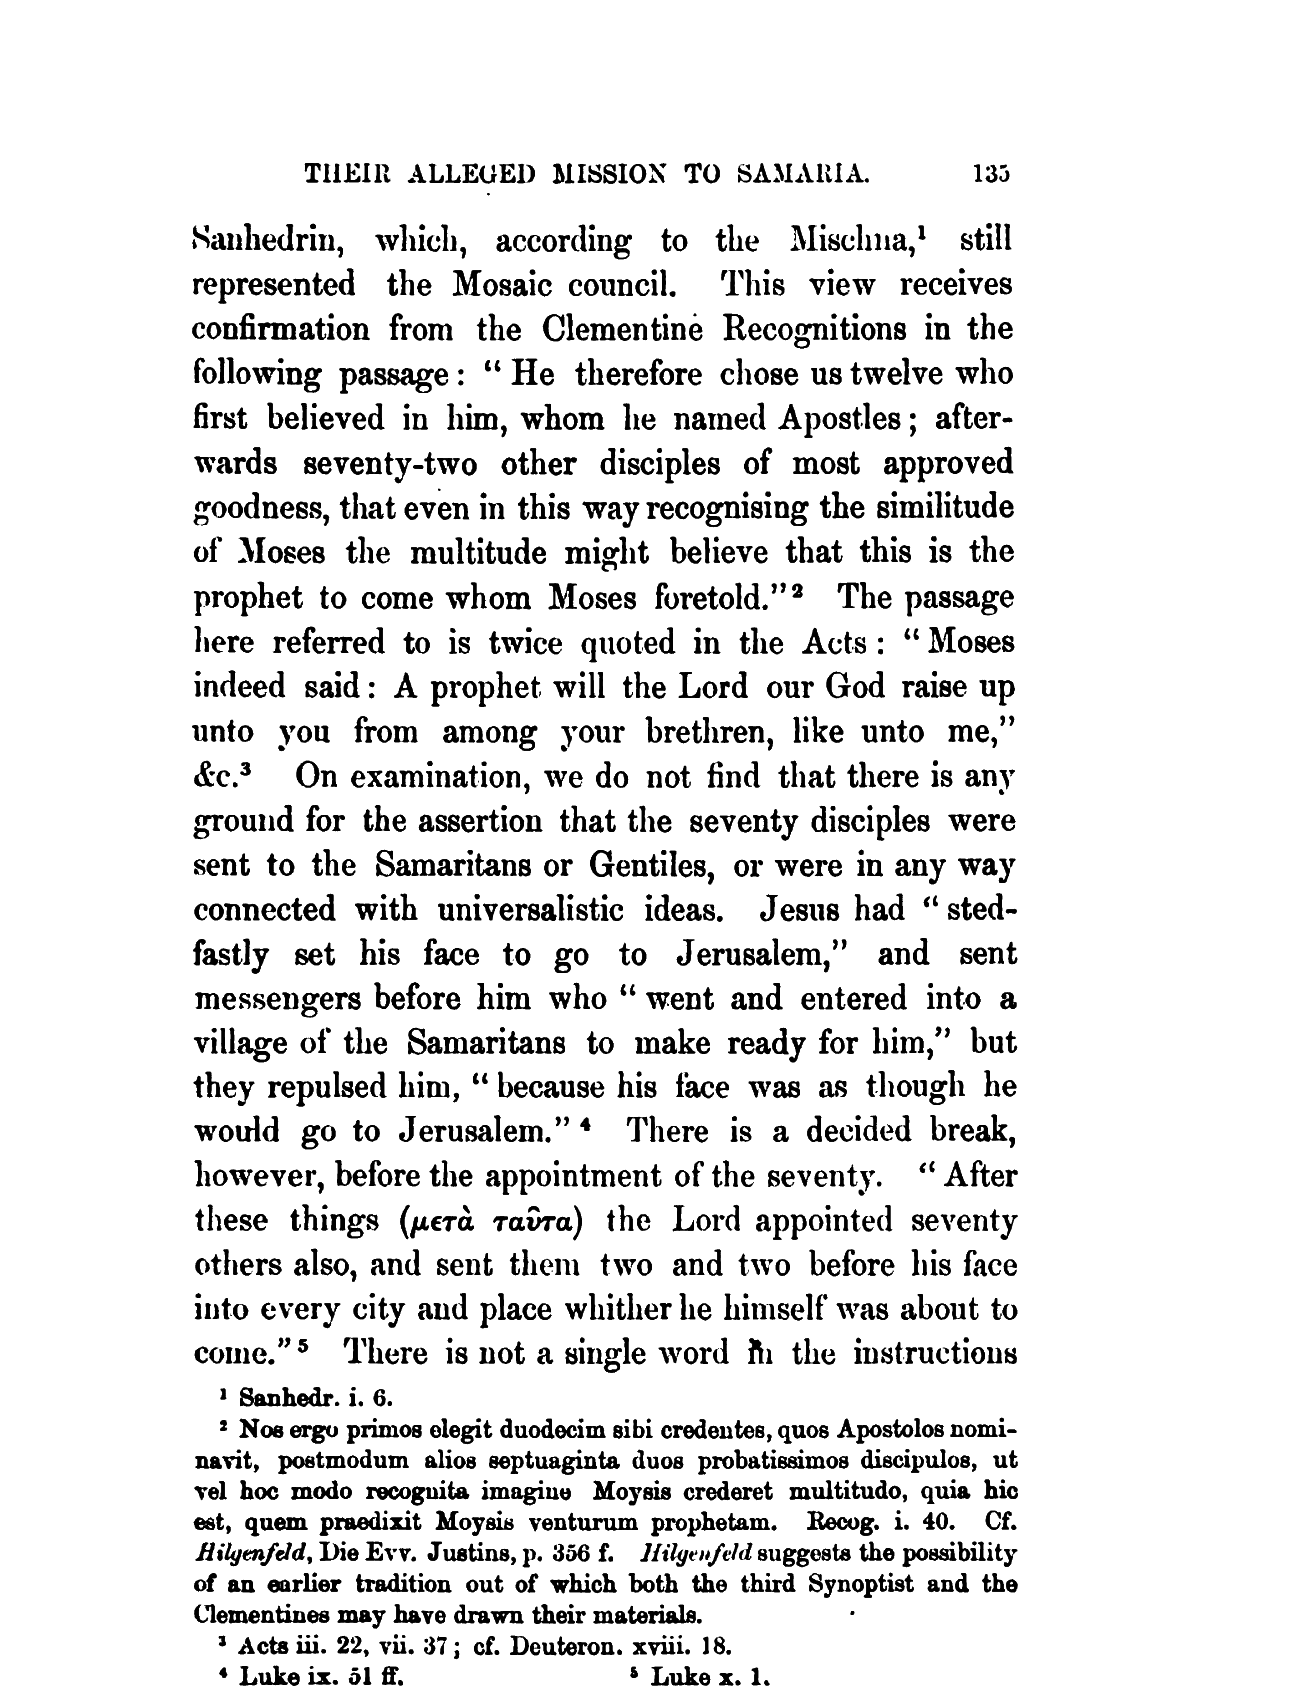 THEIR ALLEGED MISSION TO SAMARIA. 135
Sanhedrin, which, according to the Mischna,¹ still
represented the Mosaic council. This view receives
confirmation from the Clementine Recognitions in the
following passage: “He therefore chose us twelve who
first believed in him, whom he named Apostles; after-
wards seventy-two other disciples of most approved
goodness, that even in this way recognising the similitude
of Moses the multitude might believe that this is the
prophet to come whom Moses foretold.”² The passage
here referred to is twice quoted in the Acts: “Moses
indeed said: A prophet will the Lord our God raise up
unto you from among your brethren, like unto me,”
&c.³ On examination, we do not find that there is any
ground for the assertion that the seventy disciples were
sent to the Samaritans or Gentiles, or were in any way
connected with universalistic ideas. Jesus had “sted-
fastly set his face to go to Jerusalem,” and sent
messengers before him who “went and entered into a
village of the Samaritans to make ready for him,” but
they repulsed him, “because his face was as though he
would go to Jerusalem.”⁴ There is a decided break,
however, before the appointment of the seventy. “After
these things (μετὰ ταῦτα) the Lord appointed seventy
others also, and sent them two and two before his face
into every city and place whither he himself was about to
come.”⁵ There is not a single word in the instructions
¹ Sanhedr. i. 6.
² Nos ergo primos elegit duodecim sibi credentes, quos Apostolos nomi-
navit, postmodum alios septuaginta duos probatissimos discipulos, ut
vel hoc modo recognita imagine Moysis crederet multitudo, quia hic
est, quem praedixit Moysis venturum prophetam. Recog. i. 40. Cf.
Hilgenfeld, Die Evv. Justins, p. 356 f. Hilgenfeld suggests the possibility
of an earlier tradition out of which both the third Synoptist and the
Clementines may have drawn their materials.
³ Acts iii. 22, vii. 37; cf. Deuteron. xviii. 18.
⁴ Luke ix. 51 ff. ⁵ Luke x. 1.